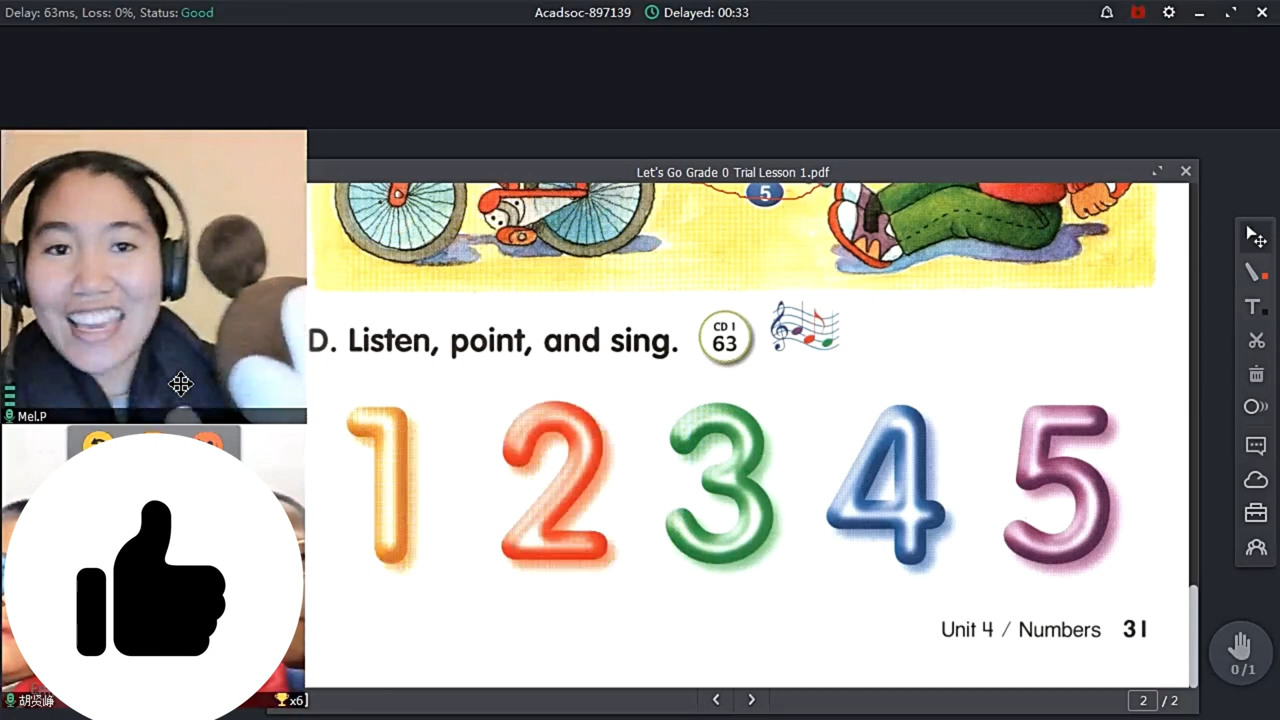 Delay: 63ms, Loss: 0%, Status: Good
Acadsoc-897139
Delayed: 00:33
Let's Go Grade 0 Trial Lesson 1.pdf
5
D. Listen, point, and sing.
CD 1
63
1 2 3 4 5
Mel.P
Unit 4 / Numbers 31
0/1
胡贤峥
x6]
2 / 2